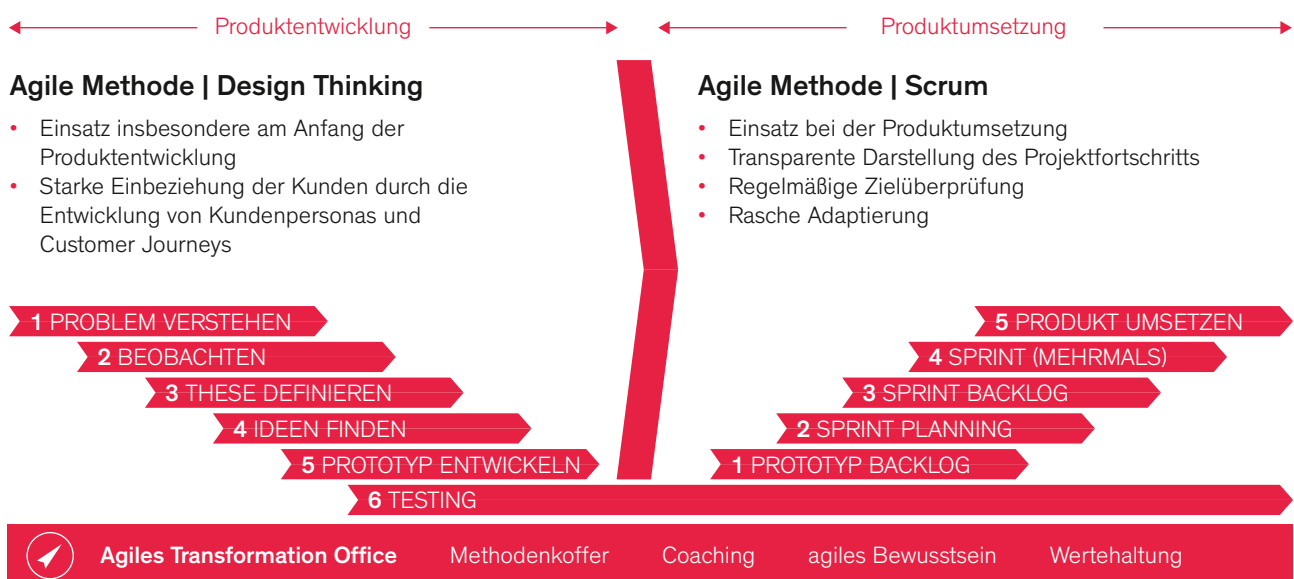 Produktentwicklung
Produktumsetzung
Agile Methode | Design Thinking
• Einsatz insbesondere am Anfang der
Produktentwicklung
• Starke Einbeziehung der Kunden durch die
Entwicklung von Kundenpersonas und
Customer Journeys
Agile Methode | Scrum
• Einsatz bei der Produktumsetzung
• Transparente Darstellung des Projektfortschritts
• Regelmäßige Zielüberprüfung
• Rasche Adaptierung
1 PROBLEM VERSTEHEN
2 BEOBACHTEN
3 THESE DEFINIEREN
4 IDEEN FINDEN
5 PROTOTYP ENTWICKELN
6 TESTING
5 PRODUKT UMSETZEN
4 SPRINT (MEHRMALS)
3 SPRINT BACKLOG
2 SPRINT PLANNING
1 PROTOTYP BACKLOG
Agiles Transformation Office Methodenkoffer Coaching agiles Bewusstsein Wertehaltung